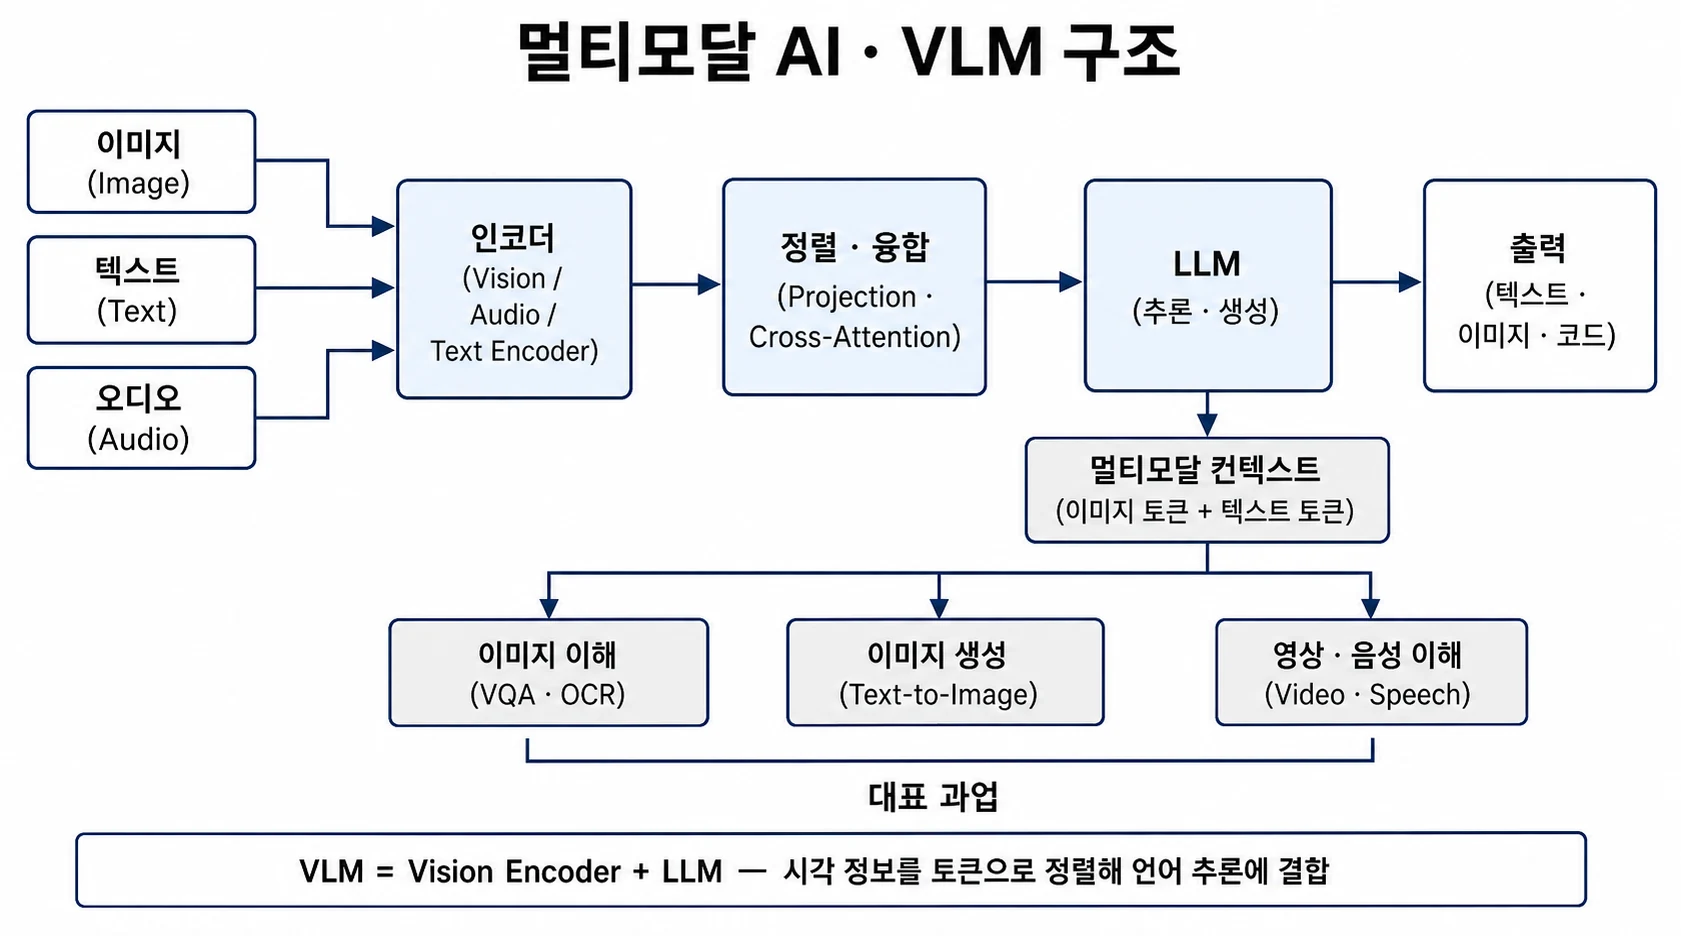 멀티모달 AI · VLM 구조
이미지
(Image)
텍스트
(Text)
오디오
(Audio)
인코더
(Vision /
Audio /
Text Encoder)
정렬 · 융합
(Projection ·
Cross-Attention)
LLM
(추론 · 생성)
출력
(텍스트 ·
이미지 · 코드)
멀티모달 컨텍스트
(이미지 토큰 + 텍스트 토큰)
이미지 이해
(VQA · OCR)
이미지 생성
(Text-to-Image)
영상 · 음성 이해
(Video · Speech)
대표 과업
VLM = Vision Encoder + LLM — 시각 정보를 토큰으로 정렬해 언어 추론에 결합